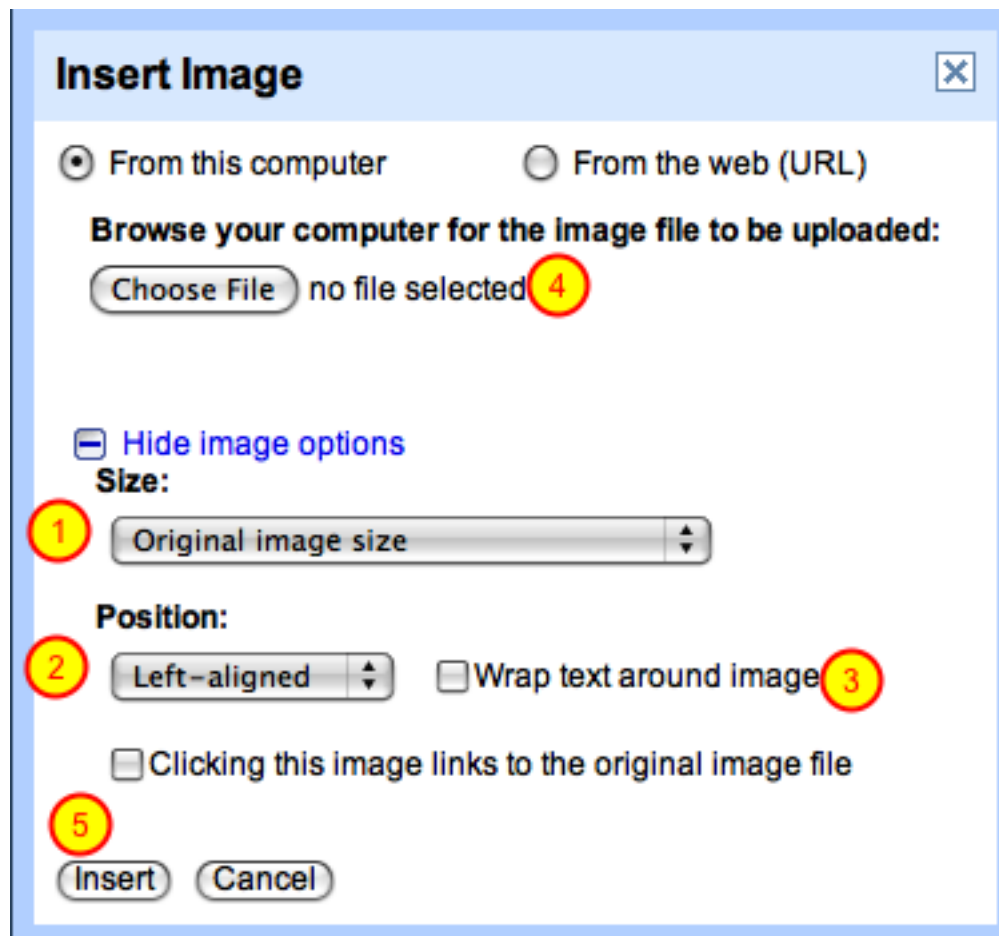 Insert Image
From this computer From the web (URL)
Browse your computer for the image file to be uploaded:
Choose File no file selected 4
Hide image options
Size:
1 Original image size
Position:
2 Left-aligned Wrap text around image 3
Clicking this image links to the original image file
5
Insert Cancel